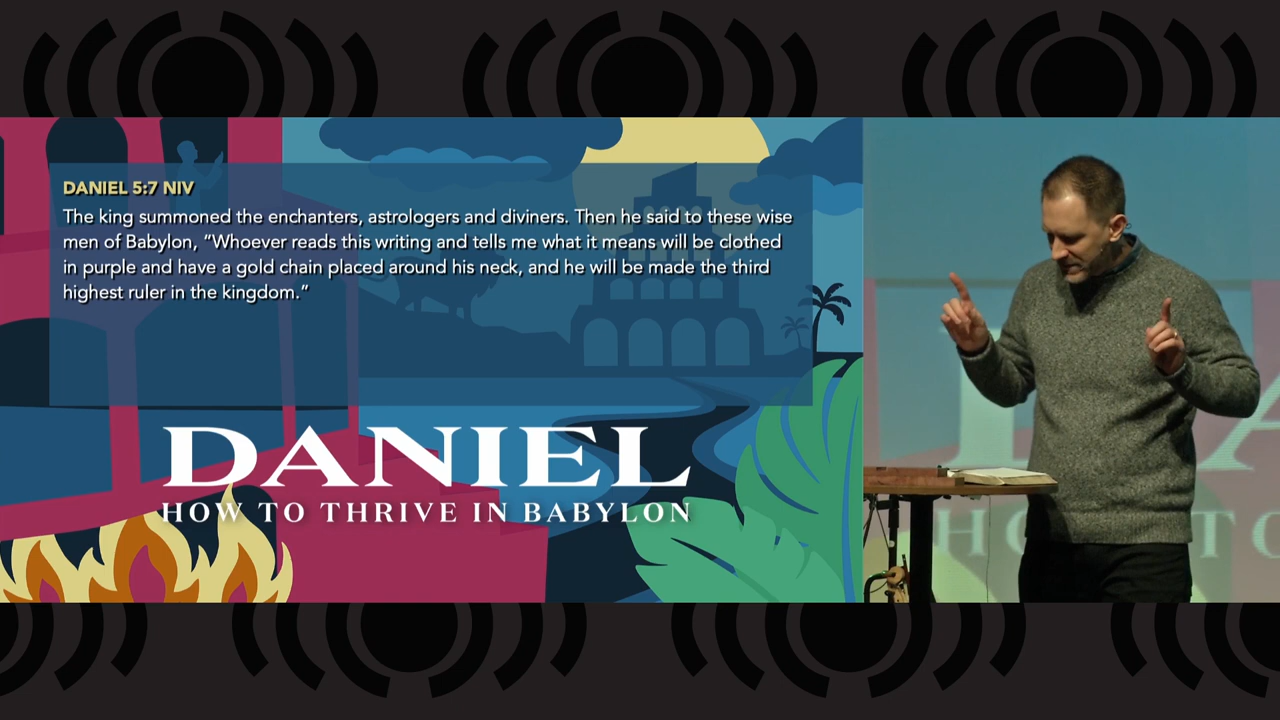 DANIEL 5:7 NIV
The king summoned the enchanters, astrologers and diviners. Then he said to these wise
men of Babylon, “Whoever reads this writing and tells me what it means will be clothed
in purple and have a gold chain placed around his neck, and he will be made the third
highest ruler in the kingdom.”
DANIEL
HOW TO THRIVE IN BABYLON